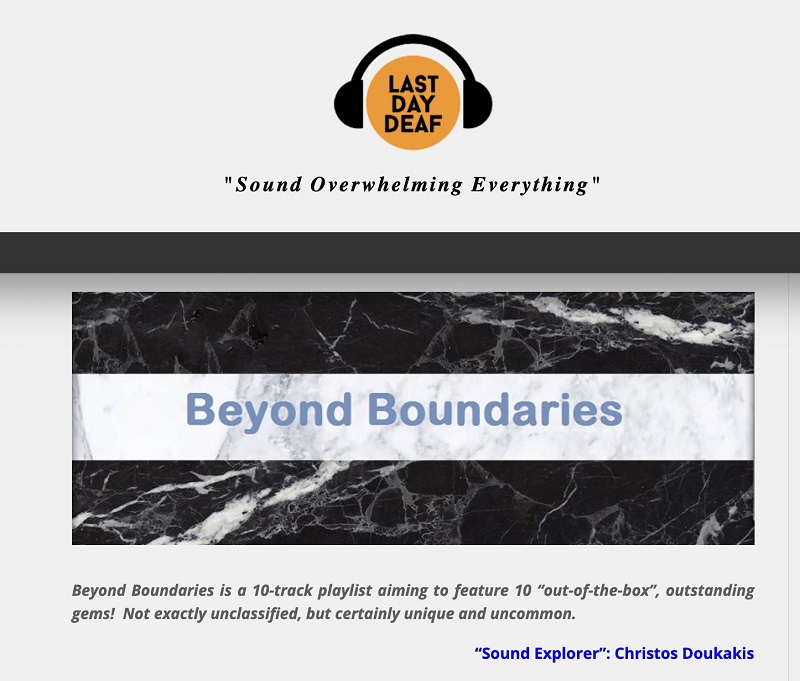 LAST
DAY
DEAF
"Sound Overwhelming Everything"
Beyond Boundaries
Beyond Boundaries is a 10-track playlist aiming to feature 10 “out-of-the-box”, outstanding
gems!  Not exactly unclassified, but certainly unique and uncommon.
“Sound Explorer”: Christos Doukakis